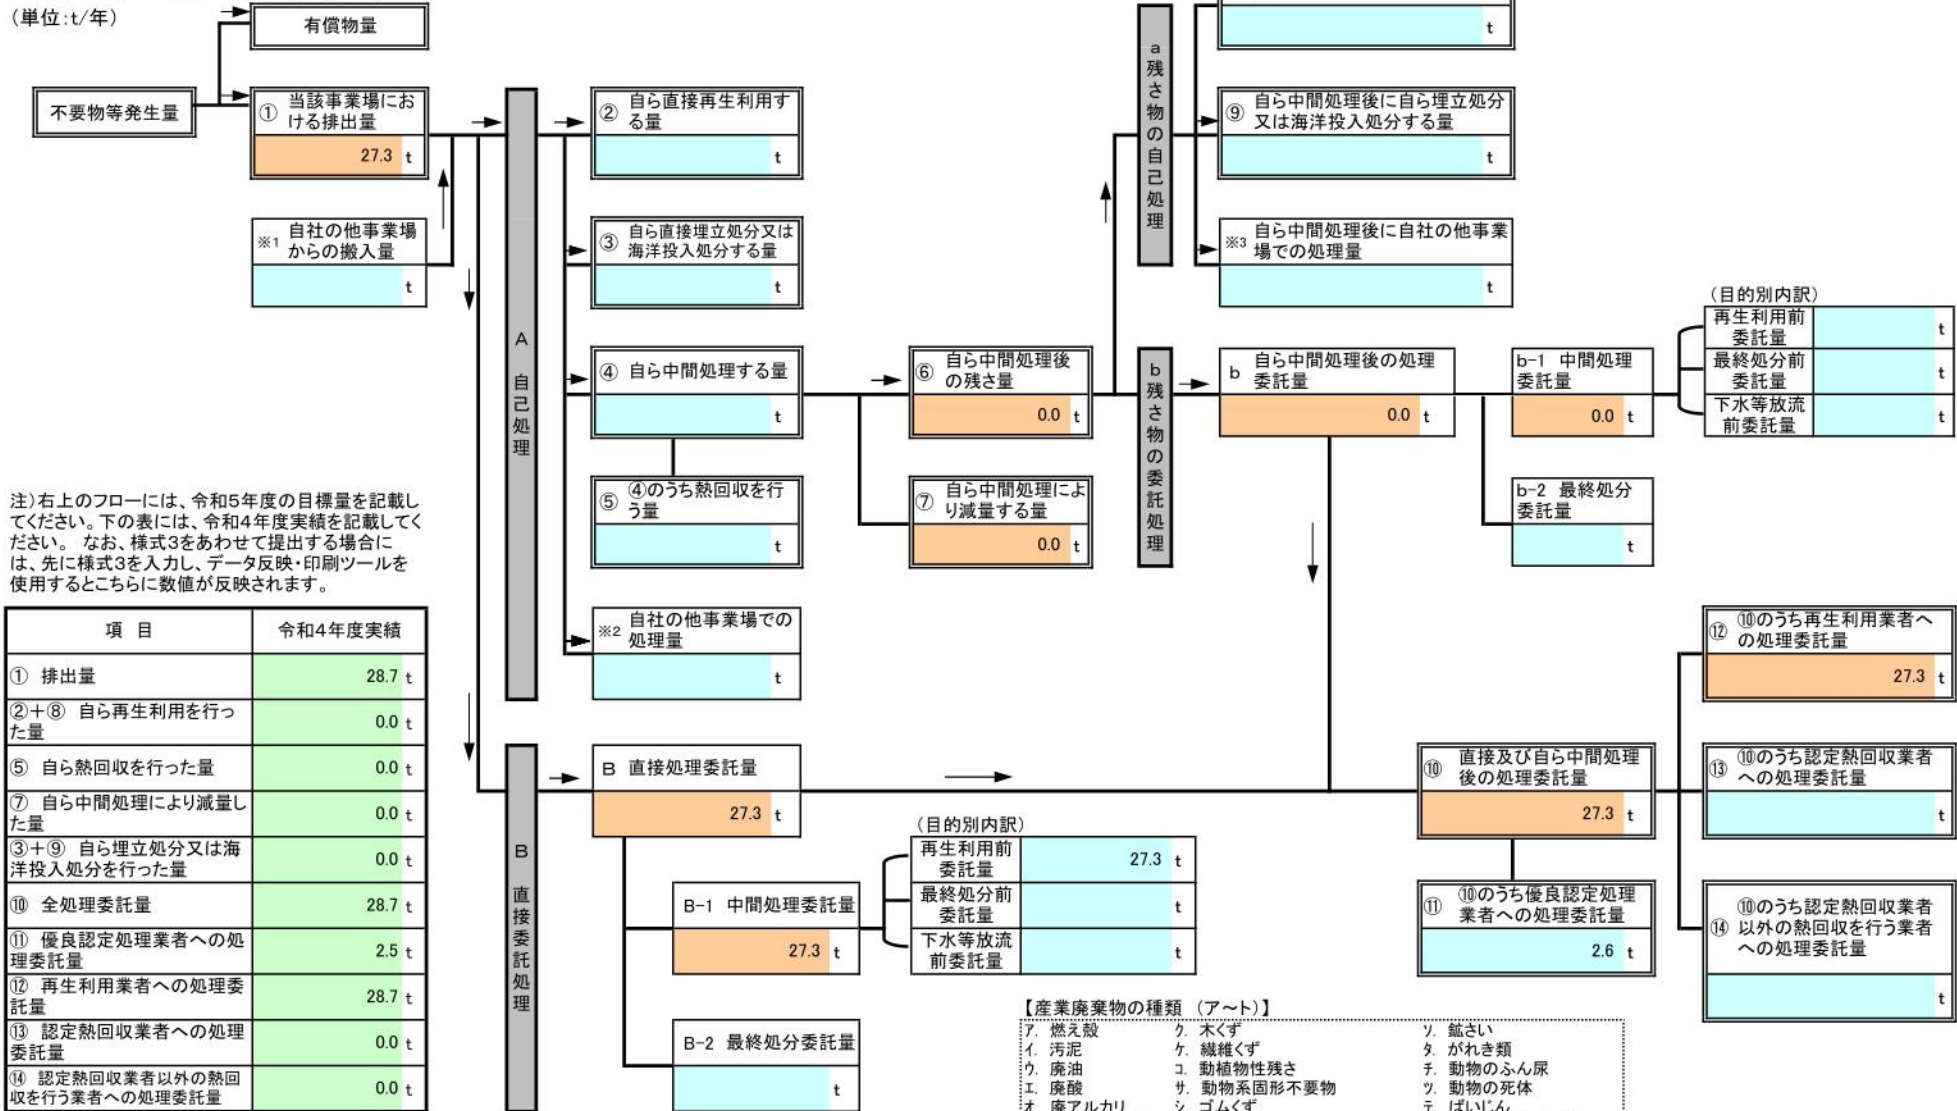 (単位:t/年)
有償物量
不要物等発生量
① 当該事業場にお
ける排出量
27.3 t
※1 自社の他事業場
からの搬入量
t
A 自己処理
② 自ら直接再生利用す
る量
t
③ 自ら直接埋立処分又は
海洋投入処分する量
t
④ 自ら中間処理する量
t
⑤ ④のうち熱回収を行
う量
t
※2 自社の他事業場での
処理量
t
⑥ 自ら中間処理後
の残さ量
0.0 t
⑦ 自ら中間処理によ
り減量する量
0.0 t
a 残さ物の自己処理
t
⑨ 自ら中間処理後に自ら埋立処分
又は海洋投入処分する量
t
※3 自ら中間処理後に自社の他事業
場での処理量
t
b 残さ物の委託処理
b 自ら中間処理後の処理
委託量
0.0 t
b-1 中間処理
委託量
0.0 t
b-2 最終処分
委託量
t
(目的別内訳)
再生利用前
委託量
t
最終処分前
委託量
t
下水等放流
前委託量
t
注)右上のフローには、令和5年度の目標量を記載し
てください。下の表には、令和4年度実績を記載してく
ださい。 なお、様式3をあわせて提出する場合に
は、先に様式3を入力し、データ反映・印刷ツールを
使用するとこちらに数値が反映されます。
項 目 令和4年度実績
① 排出量 28.7 t
②+⑧ 自ら再生利用を行っ
た量 0.0 t
⑤ 自ら熱回収を行った量 0.0 t
⑦ 自ら中間処理により減量し
た量 0.0 t
③+⑨ 自ら埋立処分又は海
洋投入処分を行った量 0.0 t
⑩ 全処理委託量 28.7 t
⑪ 優良認定処理業者への処
理委託量 2.5 t
⑫ 再生利用業者への処理委
託量 28.7 t
⑬ 認定熱回収業者への処理
委託量 0.0 t
⑭ 認定熱回収業者以外の熱回
収を行う業者への処理委託量 0.0 t
B 直接委託処理
B 直接処理委託量
27.3 t
B-1 中間処理委託量
27.3 t
B-2 最終処分委託量
t
(目的別内訳)
再生利用前
委託量
27.3 t
最終処分前
委託量
t
下水等放流
前委託量
t
⑩ 直接及び自ら中間処理
後の処理委託量
27.3 t
⑪ ⑩のうち優良認定処理
業者への処理委託量
2.6 t
⑫ ⑩のうち再生利用業者へ
の処理委託量
27.3 t
⑬ ⑩のうち認定熱回収業者
への処理委託量
t
⑭ ⑩のうち認定熱回収業者
以外の熱回収を行う業者
への処理委託量
t
【産業廃棄物の種類 (ア~ト)】
ア. 燃え殻 ク. 木くず ソ. 鉱さい
イ. 汚泥 ケ. 繊維くず タ. がれき類
ウ. 廃油 コ. 動植物性残さ チ. 動物のふん尿
エ. 廃酸 サ. 動物系固形不要物 ツ. 動物の死体
オ. 廃アルカリ シ. ゴムくず テ. ばいじん